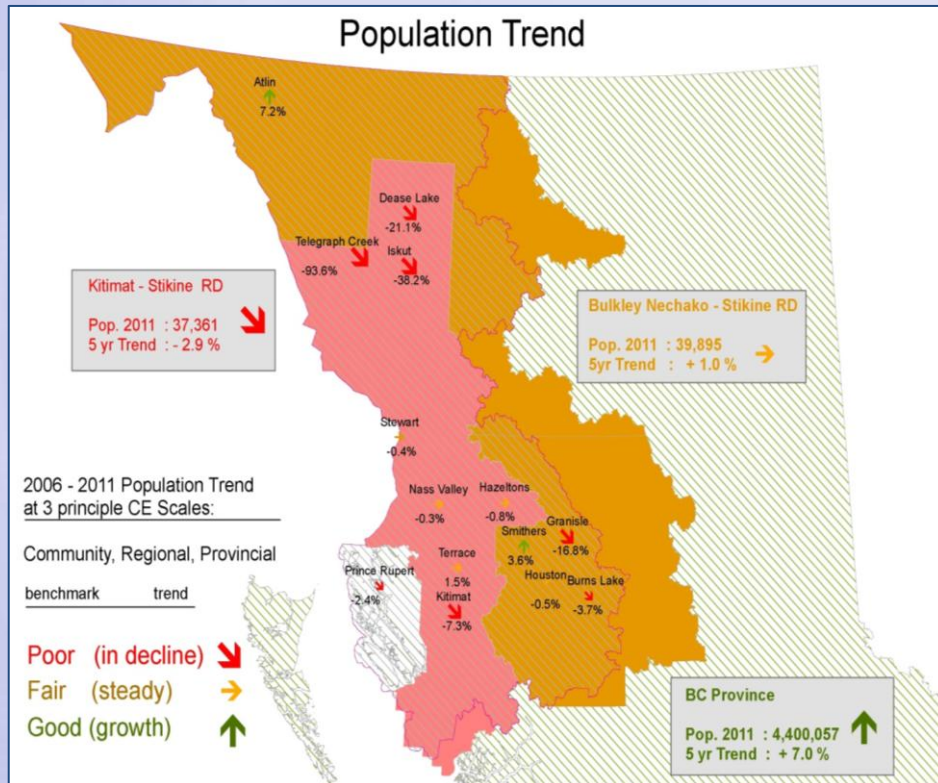 Population Trend
Atlin
7.2%
Dease Lake
-21.1%
Telegraph Creek
-93.6%
Iskut
-38.2%
Kitimat - Stikine RD
Pop. 2011 : 37,361
5 yr Trend : - 2.9 %
Bulkley Nechako - Stikine RD
Pop. 2011 : 39,895
5yr Trend : + 1.0 %
Stewart
-0.4%
Nass Valley
-0.3%
Hazeltons
-0.8%
Granisle
-16.8%
Smithers
3.6%
Houston
-0.5%
Burns Lake
-3.7%
Terrace
1.5%
Prince Rupert
-2.4%
Kitimat
-7.3%
2006 - 2011 Population Trend
at 3 principle CE Scales:
Community, Regional, Provincial
benchmark trend
Poor (in decline)
Fair (steady)
Good (growth)
BC Province
Pop. 2011 : 4,400,057
5 yr Trend : + 7.0 %